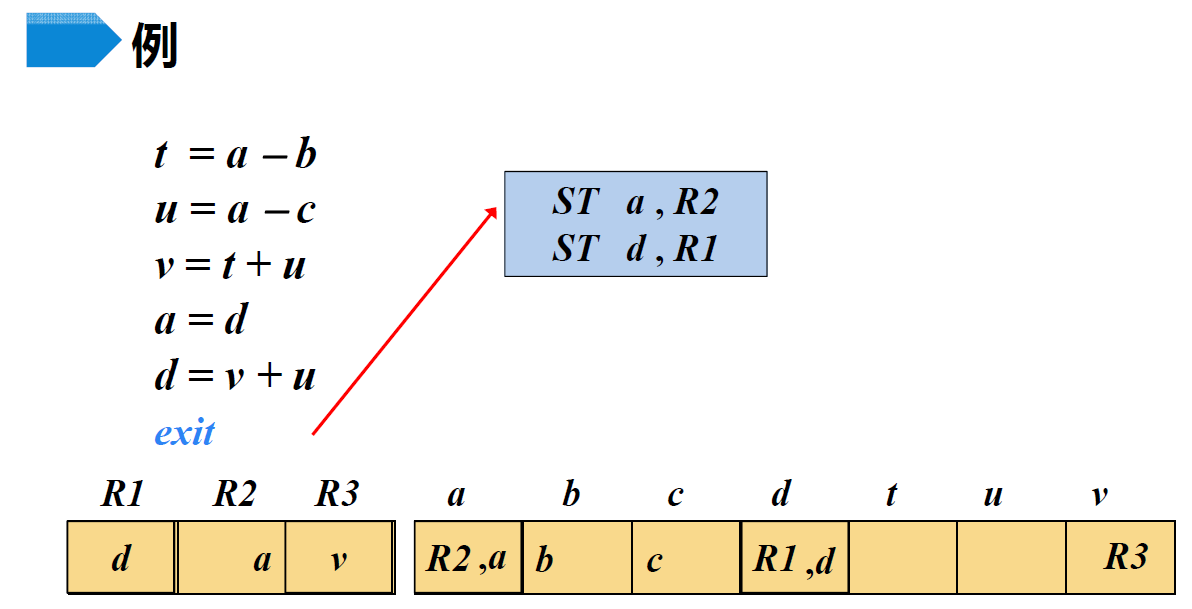 例
t = a – b
u = a – c
v = t + u
a = d
d = v + u
exit
ST a , R2
ST d , R1
R1 R2 R3 a b c d t u v
d a v R2 ,a b c R1 ,d R3